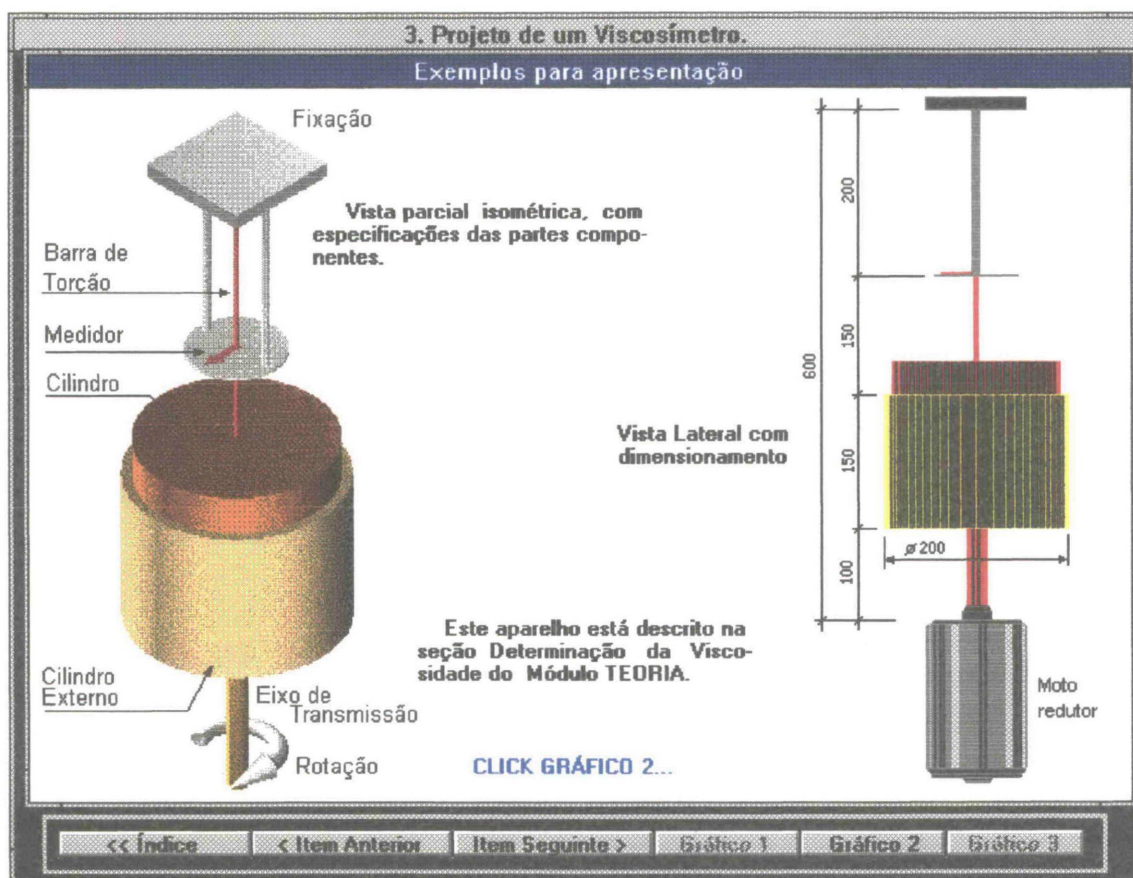 3. Projeto de um Viscosímetro.
Exemplos para apresentação
Fixação
Vista parcial isométrica, com
especificações das partes compo-
nentes.
Barra de
Torção
Medidor
Cilindro
Cilindro
Externo
Eixo de
Transmissão
Rotação
Este aparelho está descrito na
seção Determinação da Visco-
sidade do Módulo TEORIA.
CLICK GRÁFICO 2...
Vista Lateral com
dimensionamento
600
200
150
150
100
ø 200
Moto
redutor
<< Índice
< Item Anterior
Item Seguinte >
Gráfico 1
Gráfico 2
Gráfico 3